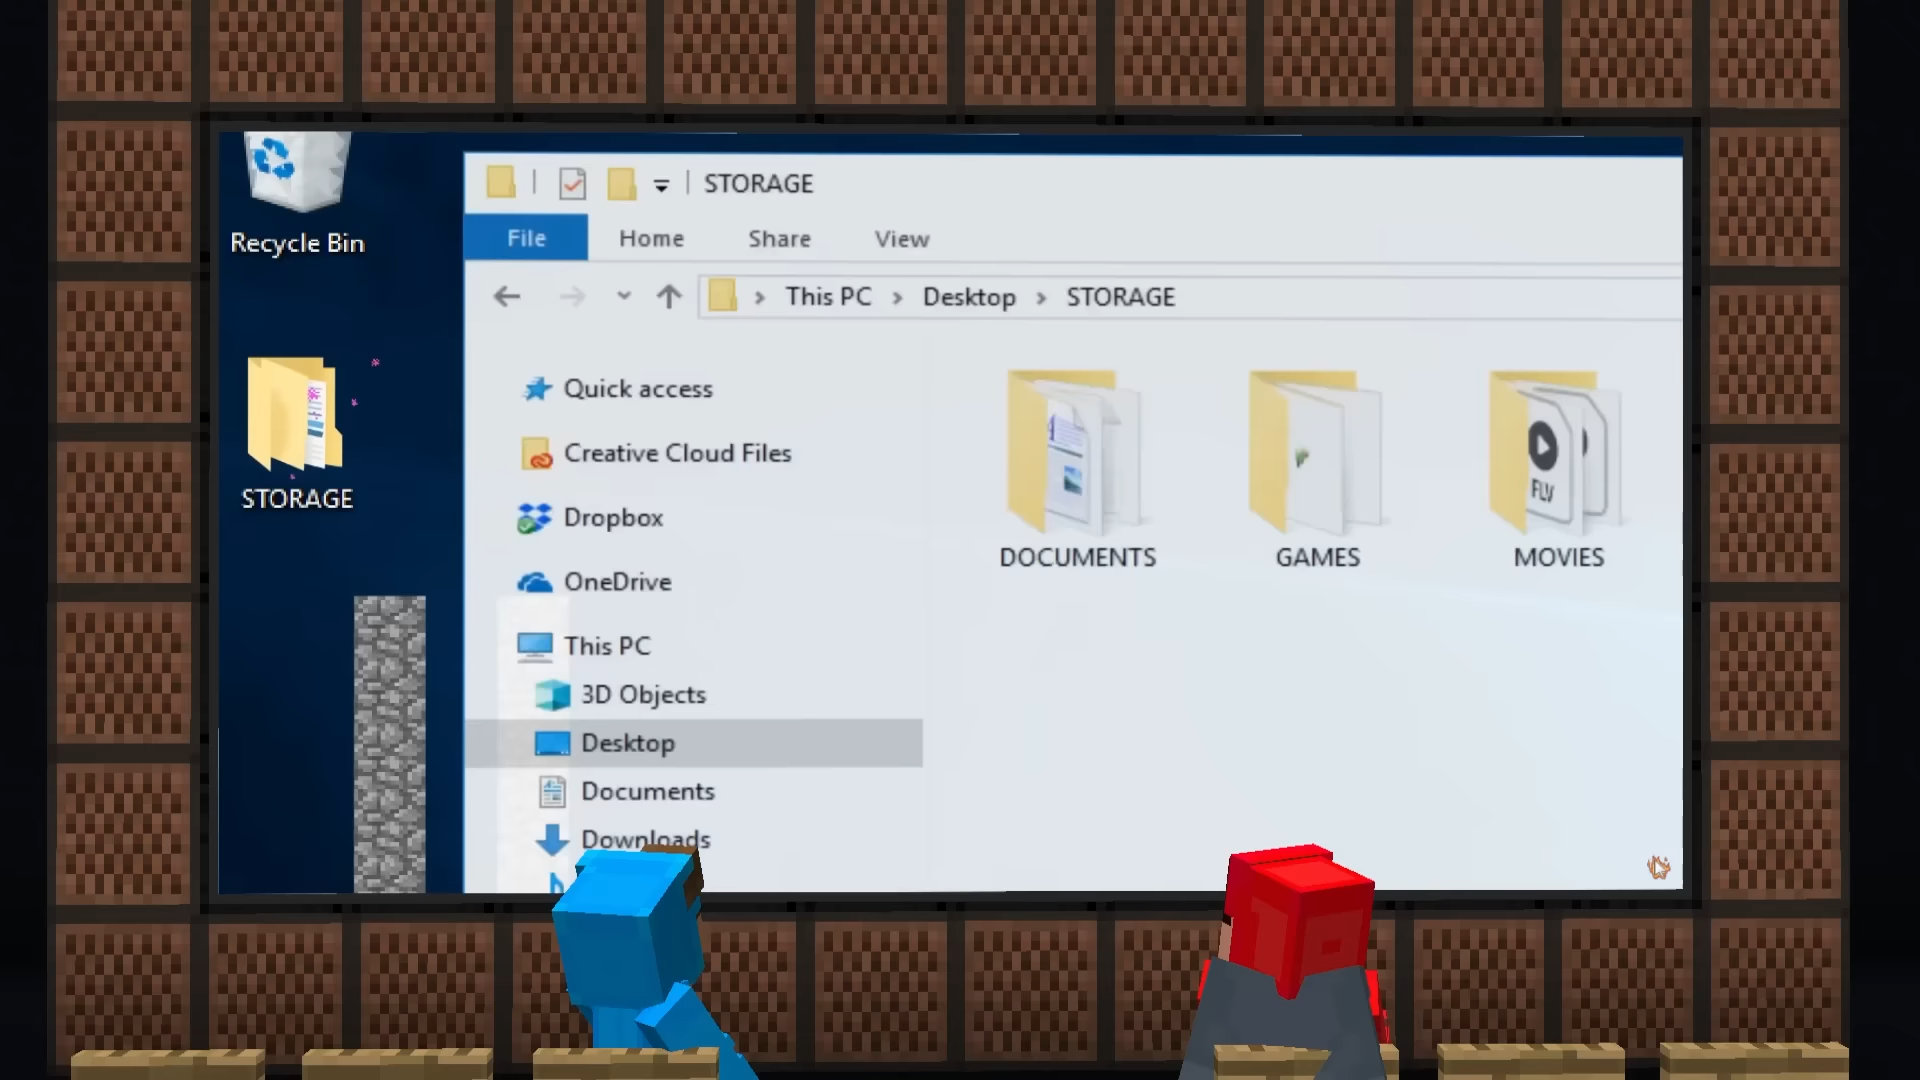 Recycle Bin
STORAGE
STORAGE
File Home Share View
This PC Desktop STORAGE
Quick access
Creative Cloud Files
Dropbox
OneDrive
This PC
3D Objects
Desktop
Documents
Downloads
FLV
DOCUMENTS GAMES MOVIES